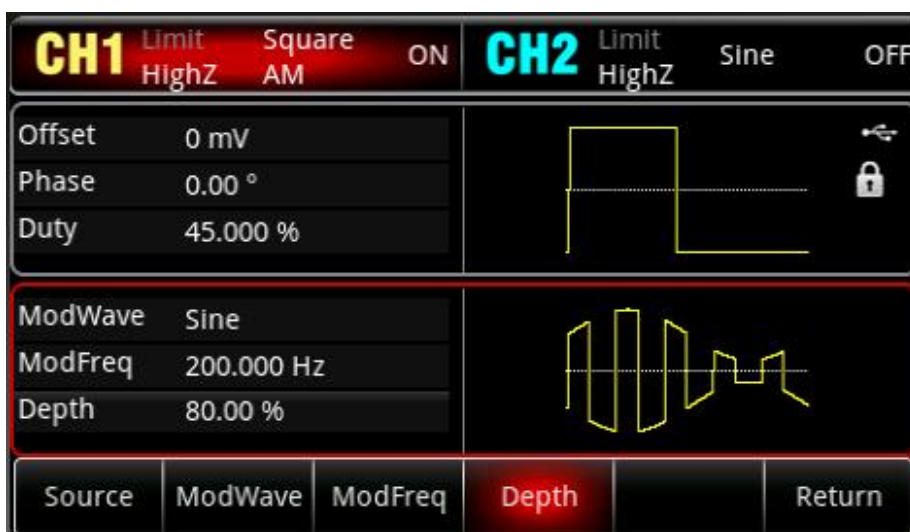 CH1 Limit Square ON CH2 Limit Sine OFF
HighZ AM HighZ
Offset 0 mV
Phase 0.00 °
Duty 45.000 %
ModWave Sine
ModFreq 200.000 Hz
Depth 80.00 %
Source ModWave ModFreq Depth Return